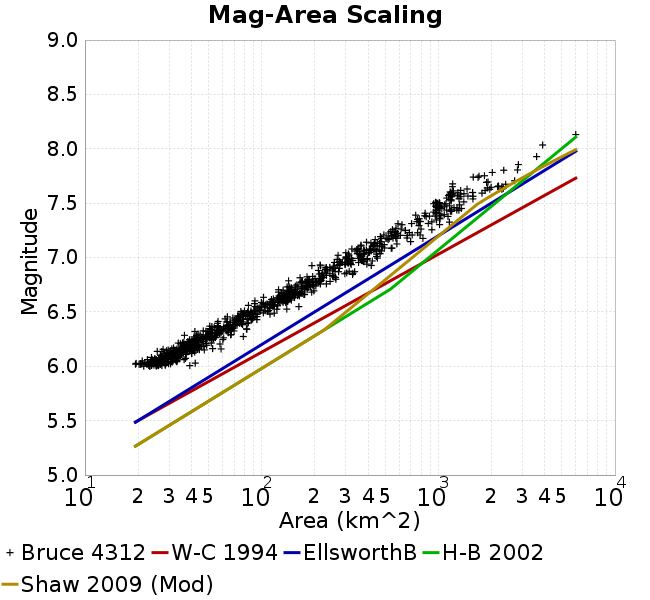 Mag-Area Scaling
Magnitude
9.0
8.5
8.0
7.5
7.0
6.5
6.0
5.5
5.0
10^1 2 3 4 5 10^2 2 3 4 5 10^3 2 3 4 5 10^4
Area (km^2)
Bruce 4312 W-C 1994 EllsworthB H-B 2002
Shaw 2009 (Mod)